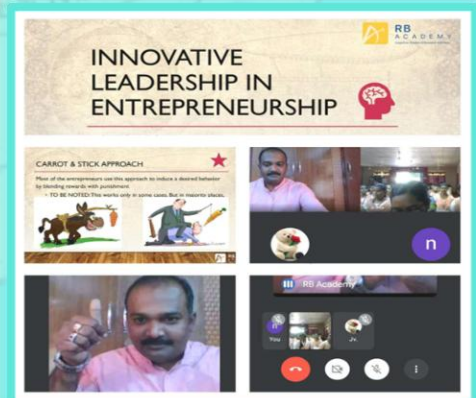 RB
ACADEMY
INNOVATIVE
LEADERSHIP IN
ENTREPRENEURSHIP
CARROT & STICK APPROACH
Most of the entrepreneurs use this approach to induce a desired behavior
by blending rewards with punishment
• TO BE NOTED: This works only in some cases. But in majority places,
n
RB Academy
n
You
Jv.